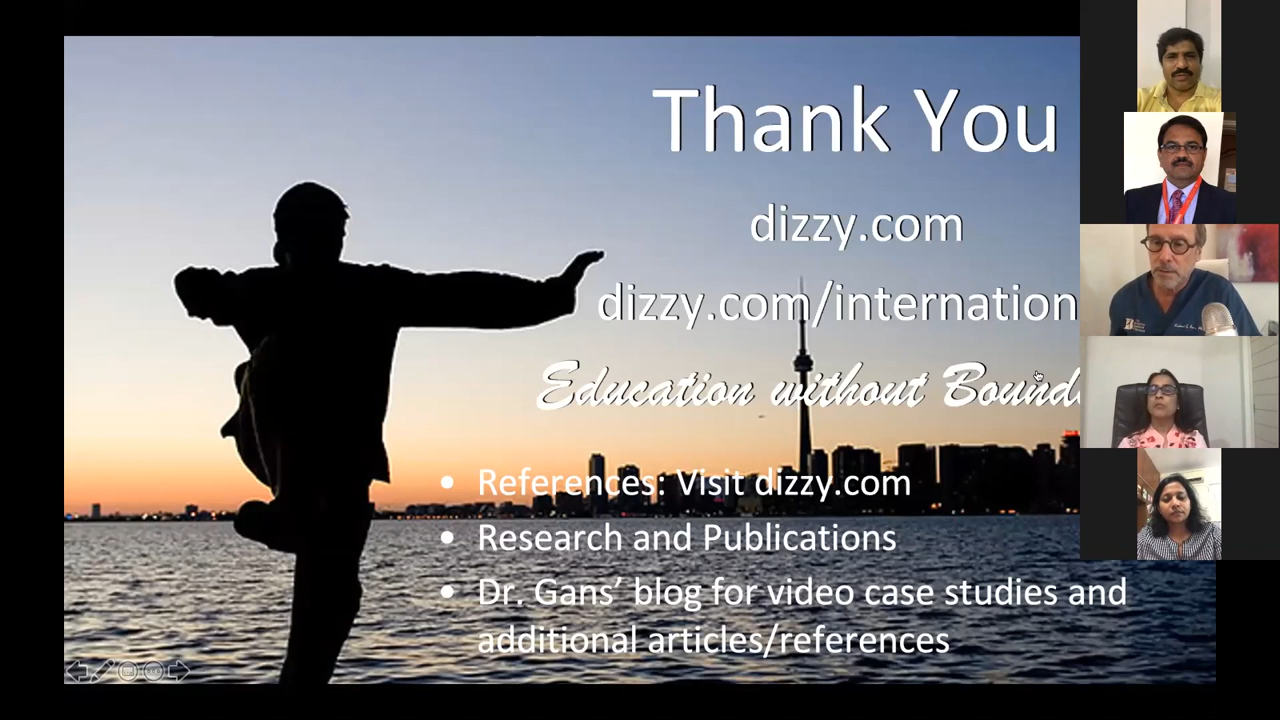 Thank You
dizzy.com
dizzy.com/internation
Education without Bound
• References: Visit dizzy.com
• Research and Publications
• Dr. Gans’ blog for video case studies and
additional articles/references